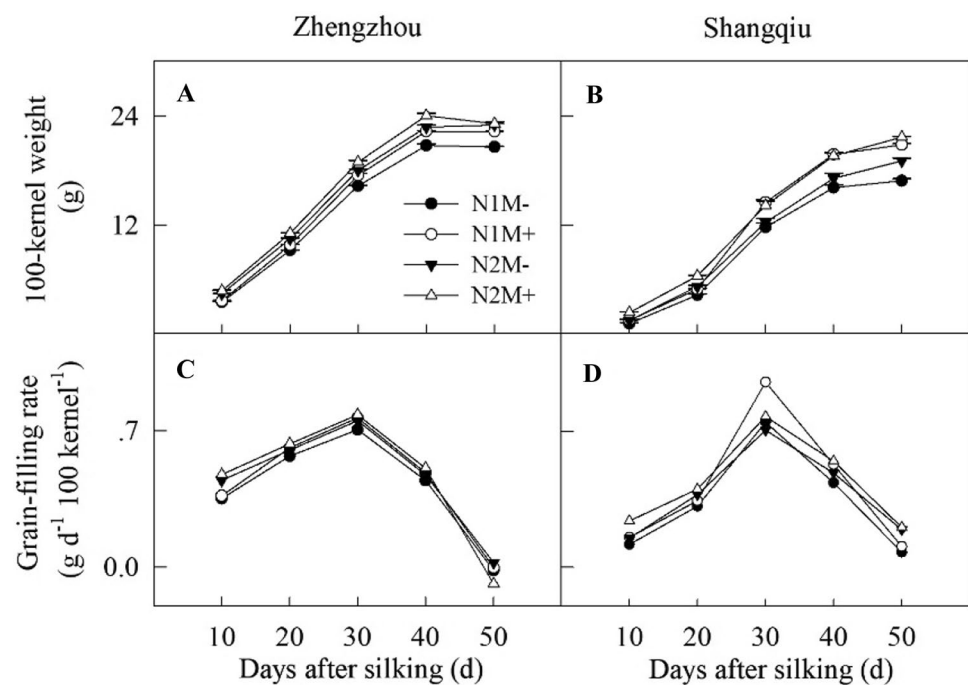 Zhengzhou Shangqiu
A B
24
12
100-kernel weight
(g)
N1M-
N1M+
N2M-
N2M+
C D
.7
0.0
Grain-filling rate
(g d-1 100 kernel-1)
10 20 30 40 50 10 20 30 40 50
Days after silking (d) Days after silking (d)